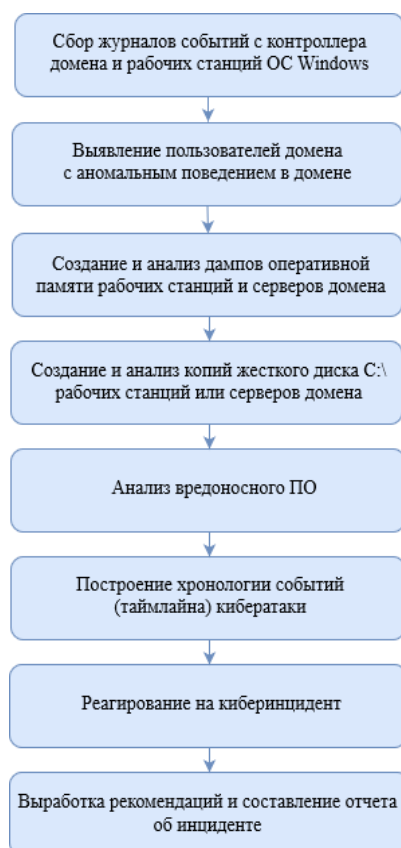 Сбор журналов событий с контроллера
домена и рабочих станций ОС Windows
Выявление пользователей домена
с аномальным поведением в домене
Создание и анализ дампов оперативной
памяти рабочих станций и серверов домена
Создание и анализ копий жесткого диска C:\
рабочих станций или серверов домена
Анализ вредоносного ПО
Построение хронологии событий
(таймлайна) кибератаки
Реагирование на киберинцидент
Выработка рекомендаций и составление отчета
об инциденте